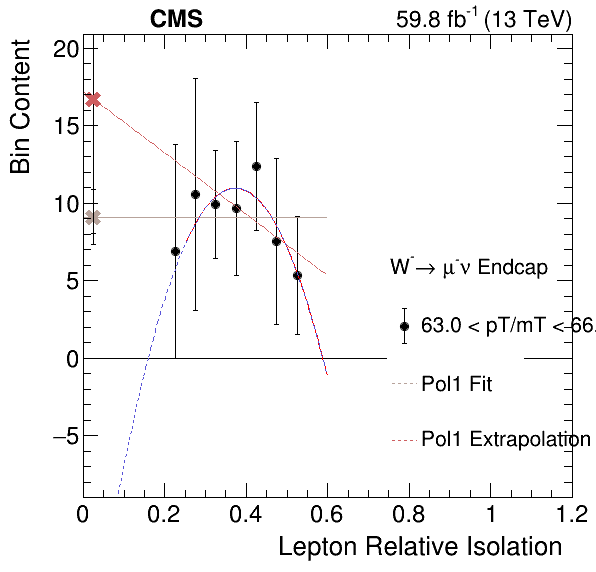 CMS 59.8 fb⁻¹ (13 TeV)
Bin Content
20
15
10
5
0
−5
W⁻→ μ⁻ν Endcap
63.0 < pT/mT < 66.
Pol1 Fit
Pol1 Extrapolation
0 0.2 0.4 0.6 0.8 1 1.2
Lepton Relative Isolation